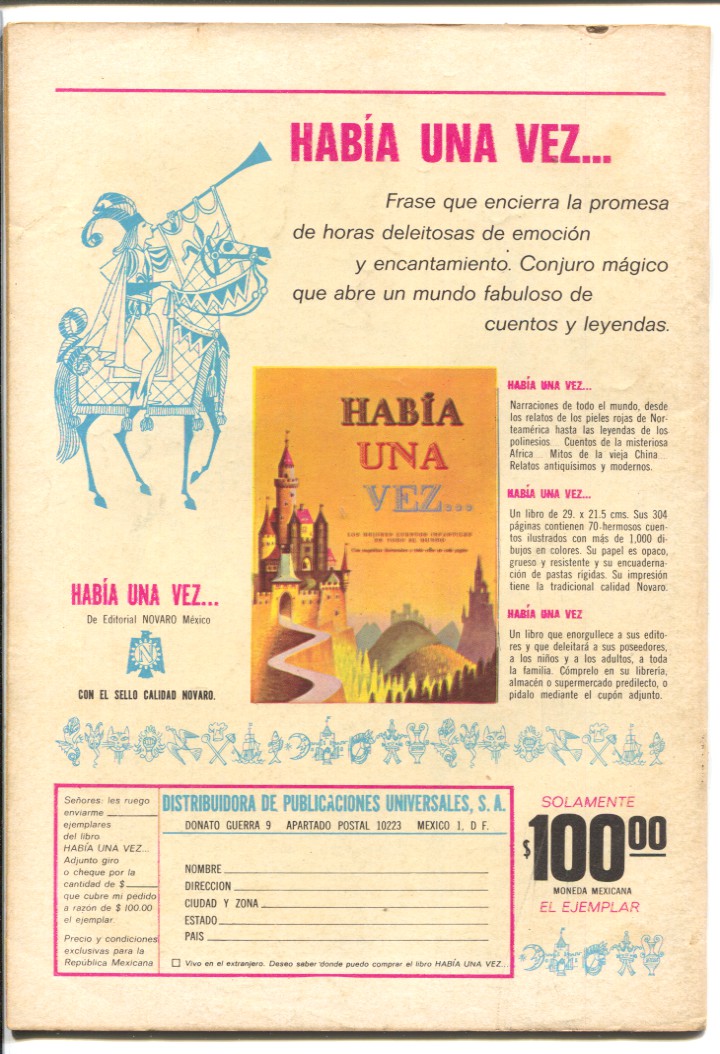 HABÍA UNA VEZ...
Frase que encierra la promesa
de horas deleitosas de emoción
y encantamiento. Conjuro mágico
que abre un mundo fabuloso de
cuentos y leyendas.
HABÍA
UNA
VEZ...
LOS MEJORES CUENTOS INFANTILES
DE TODO EL MUNDO
HABÍA UNA VEZ...
Narraciones de todo el mundo, desde
los relatos de los pieles rojas de Nor-
teamérica hasta las leyendas de los
polinesios... Cuentos de la misteriosa
Africa... Mitos de la vieja China...
Relatos antiquísimos y modernos.
HABÍA UNA VEZ...
Un libro de 29. x 21.5 cms. Sus 304
páginas contienen 70 hermosos cuen-
tos ilustrados con más de 1,000 di-
bujos en colores. Su papel es opaco,
grueso y resistente y su encuaderna-
ción de pastas rígidas. Su impresión
tiene la tradicional calidad Novaro.
HABÍA UNA VEZ
Un libro que enorgullece a sus edito-
res y que deleitará a sus poseedores,
a los niños y a los adultos, a toda
la familia. Cómprelo en su librería,
almacén o supermercado predilecto, o
pídalo mediante el cupón adjunto.
HABÍA UNA VEZ...
De Editorial NOVARO México
N
CON EL SELLO CALIDAD NOVARO.
Señores: les ruego
enviarme
ejemplares
del libro
HABÍA UNA VEZ...
Adjunto giro
o cheque por la
cantidad de $
que cubre mi pedido
a razón de $ 100.00
el ejemplar.
Precio y condiciones
exclusivas para la
República Mexicana
DISTRIBUIDORA DE PUBLICACIONES UNIVERSALES, S. A.
DONATO GUERRA 9 APARTADO POSTAL 10223 MEXICO 1, D. F.
NOMBRE
DIRECCION
CIUDAD Y ZONA
ESTADO
PAIS
Vivo en el extranjero. Deseo saber donde puedo comprar el libro HABÍA UNA VEZ...
SOLAMENTE
$100.00
MONEDA MEXICANA
EL EJEMPLAR